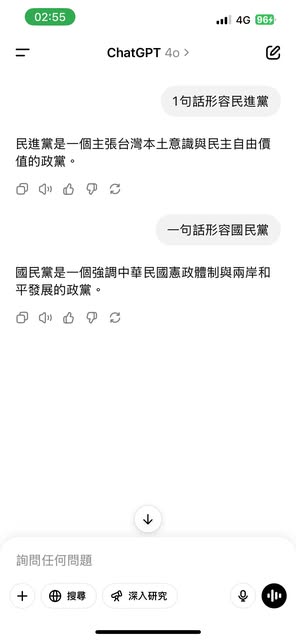 02:55
4G 96
ChatGPT 4o >
1句話形容民進黨
民進黨是一個主張台灣本土意識與民主自由價
值的政黨。
一句話形容國民黨
國民黨是一個強調中華民國憲政體制與兩岸和
平發展的政黨。
詢問任何問題
搜尋 深入研究